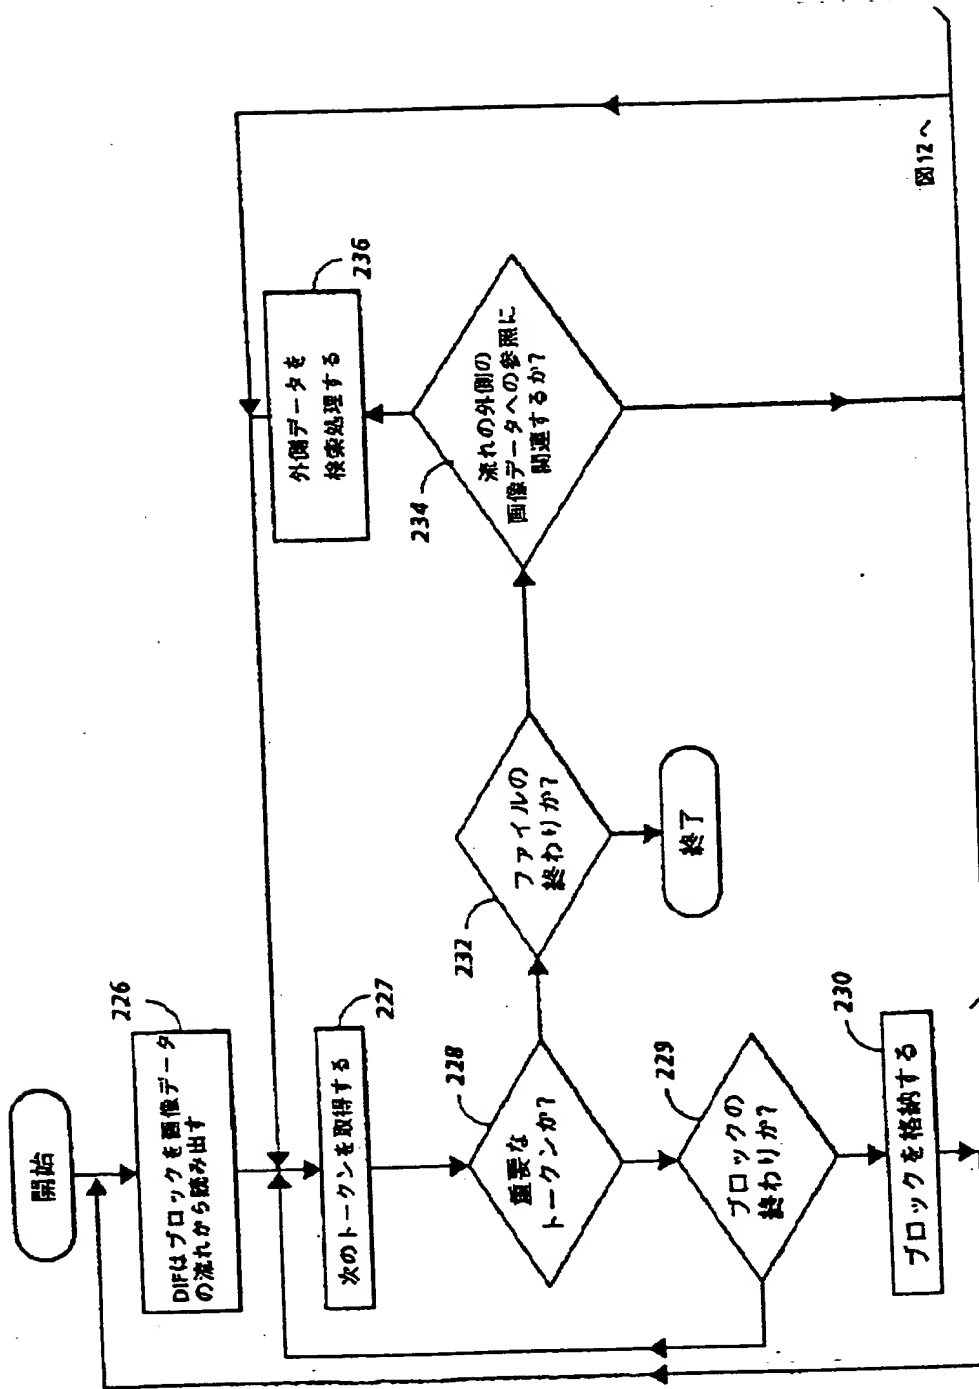 開始
DIFはブロックを画像データ
の流れから読み出す
226
次のトークンを取得する
227
重要な
トークンか?
228
ブロックの
終わりか?
229
ブロックを格納する
230
ファイルの
終わりか?
232
終了
流れの外側の
画像データへの参照に
関連するか?
234
外側データを
検索処理する
236
図12へ